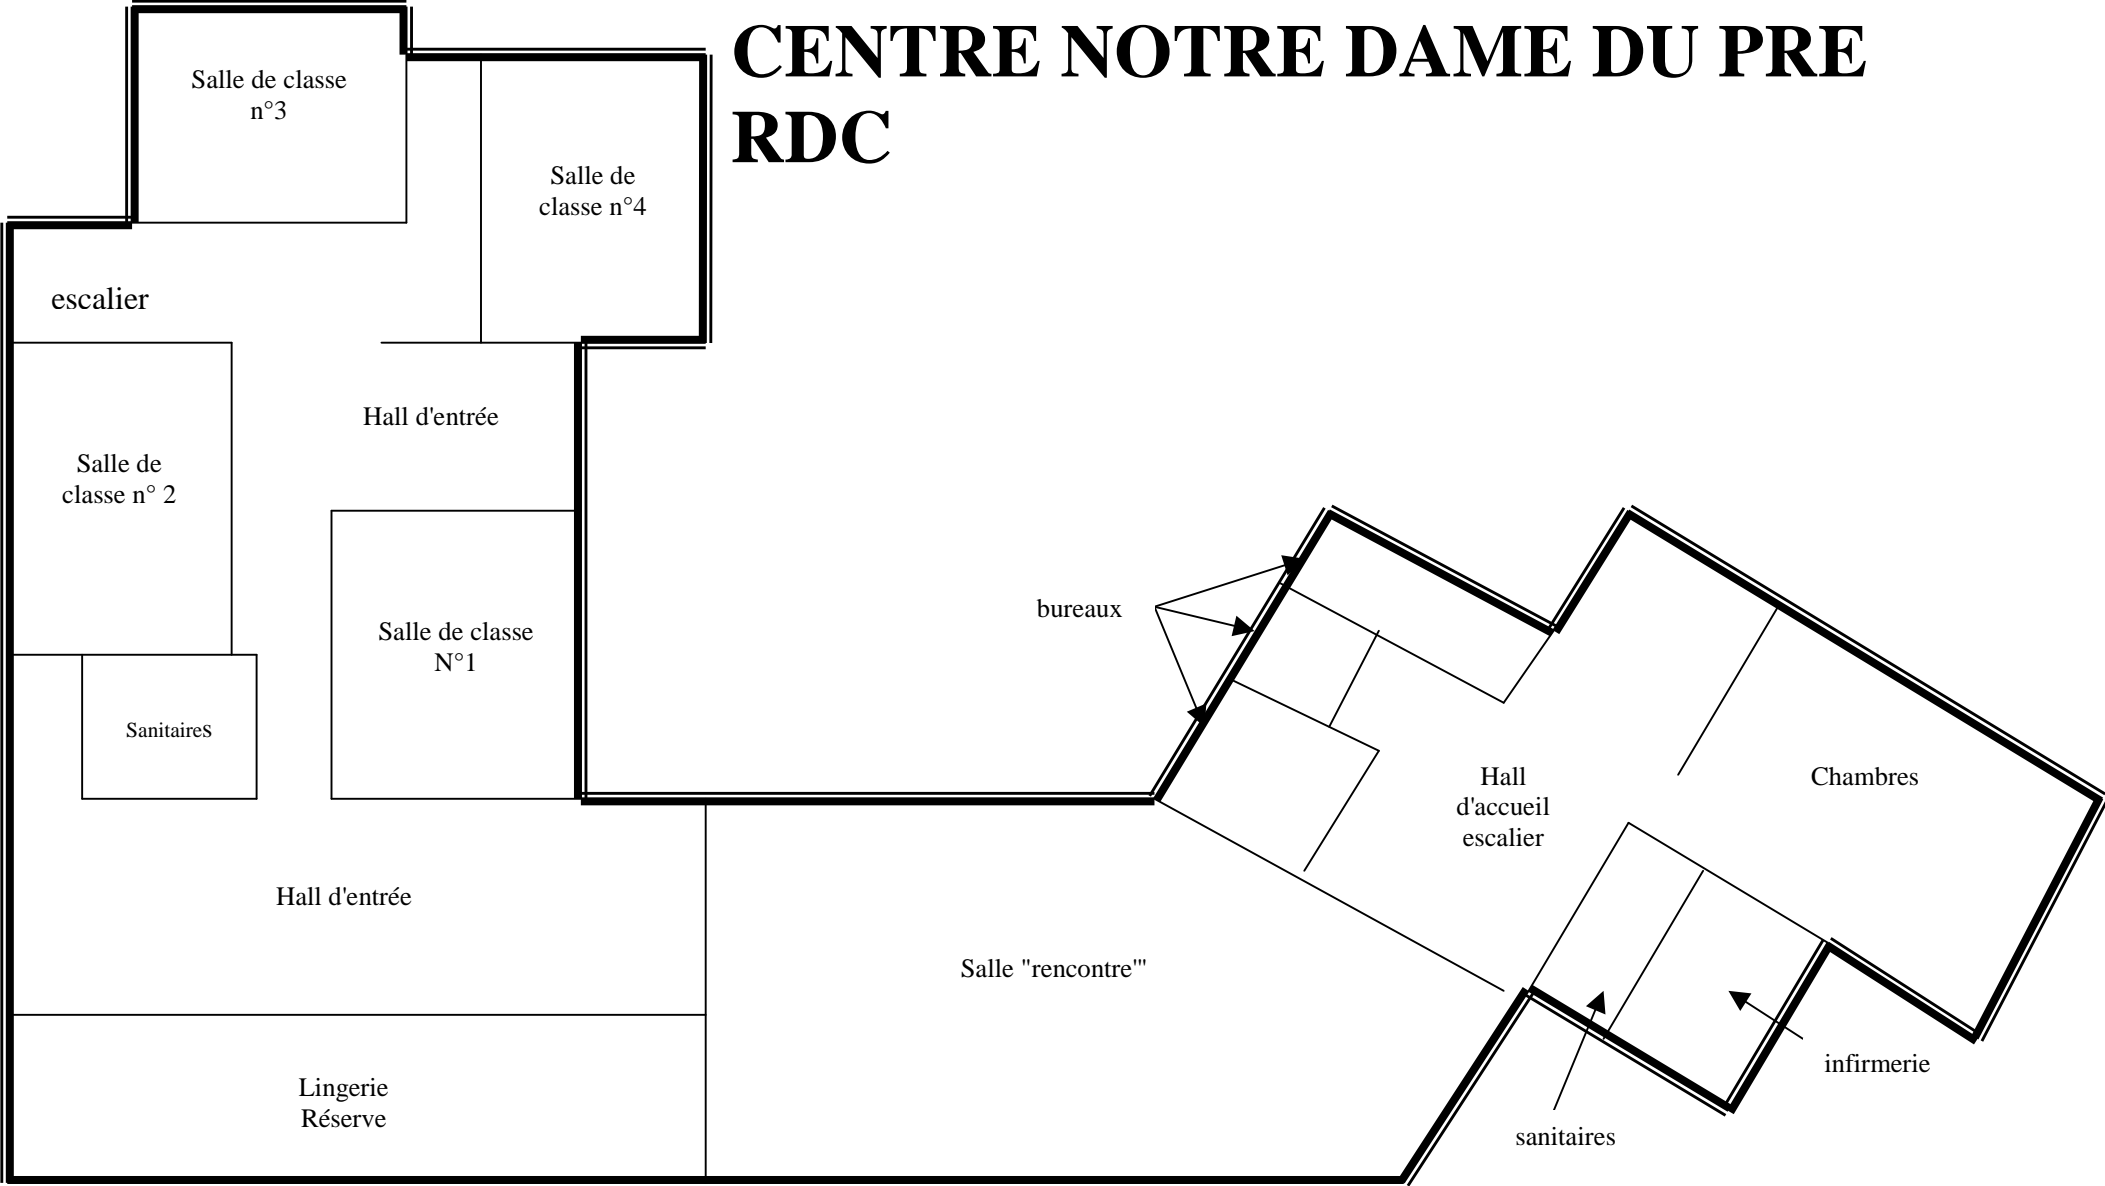 CENTRE NOTRE DAME DU PRE
RDC
Salle de classe
n°3
Salle de
classe n°4
escalier
Hall d'entrée
Salle de
classe n° 2
Salle de classe
N°1
Sanitaires
bureaux
Hall
d'accueil
escalier
Chambres
Hall d'entrée
Salle "rencontre'"
Lingerie
Réserve
infirmerie
sanitaires